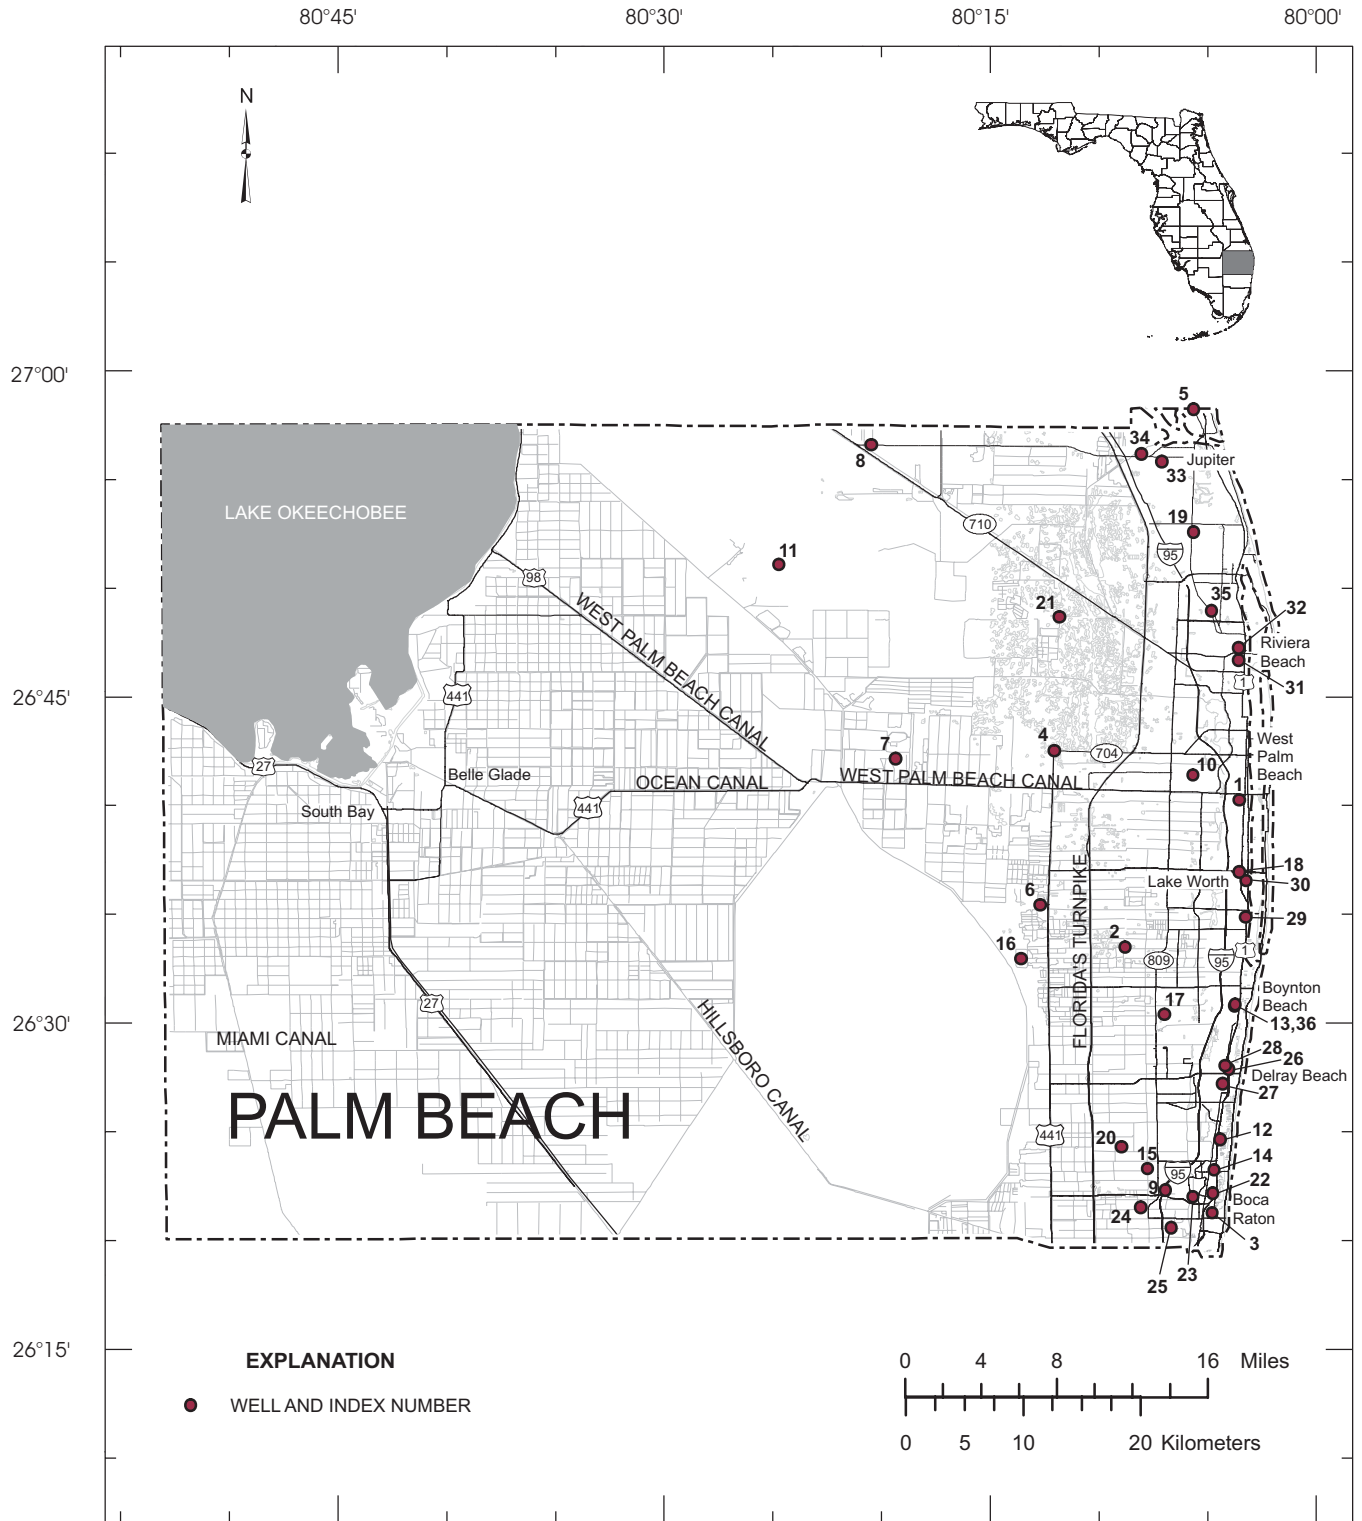 80°45' 80°30' 80°15' 80°00'
N
27°00'
5
34
8
33
Jupiter
LAKE OKEECHOBEE
19
710
95
11
98
35
32
21
WEST PALM BEACH CANAL
Riviera
Beach
31
1
441
26°45'
West
Palm
Beach
4
704
7
10
27
Belle Glade
OCEAN CANAL
WEST PALM BEACH CANAL
1
South Bay
441
FLORIDA'S TURNPIKE
18
Lake Worth
30
6
29
2
16
809
95
1
Boynton
Beach
13,36
17
27
HILLSBORO CANAL
26°30'
MIAMI CANAL
28
26
Delray Beach
27
PALM BEACH
441
20
12
15
14
95
9
22
Boca
Raton
24
3
23
25
26°15'
EXPLANATION
WELL AND INDEX NUMBER
0 4 8 16 Miles
0 5 10 20 Kilometers